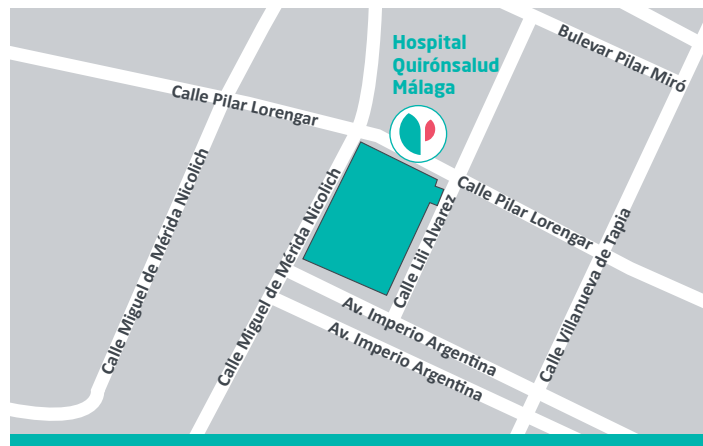 Hospital
Quirónsalud
Málaga
Bulevar Pilar Miró
Calle Pilar Lorengar
Calle Pilar Lorengar
Calle Miguel de Mérida Nicolich
Calle Miguel de Mérida Nicolich
Calle Lili Alvarez
Calle Villanueva de Tapia
Av. Imperio Argentina
Av. Imperio Argentina